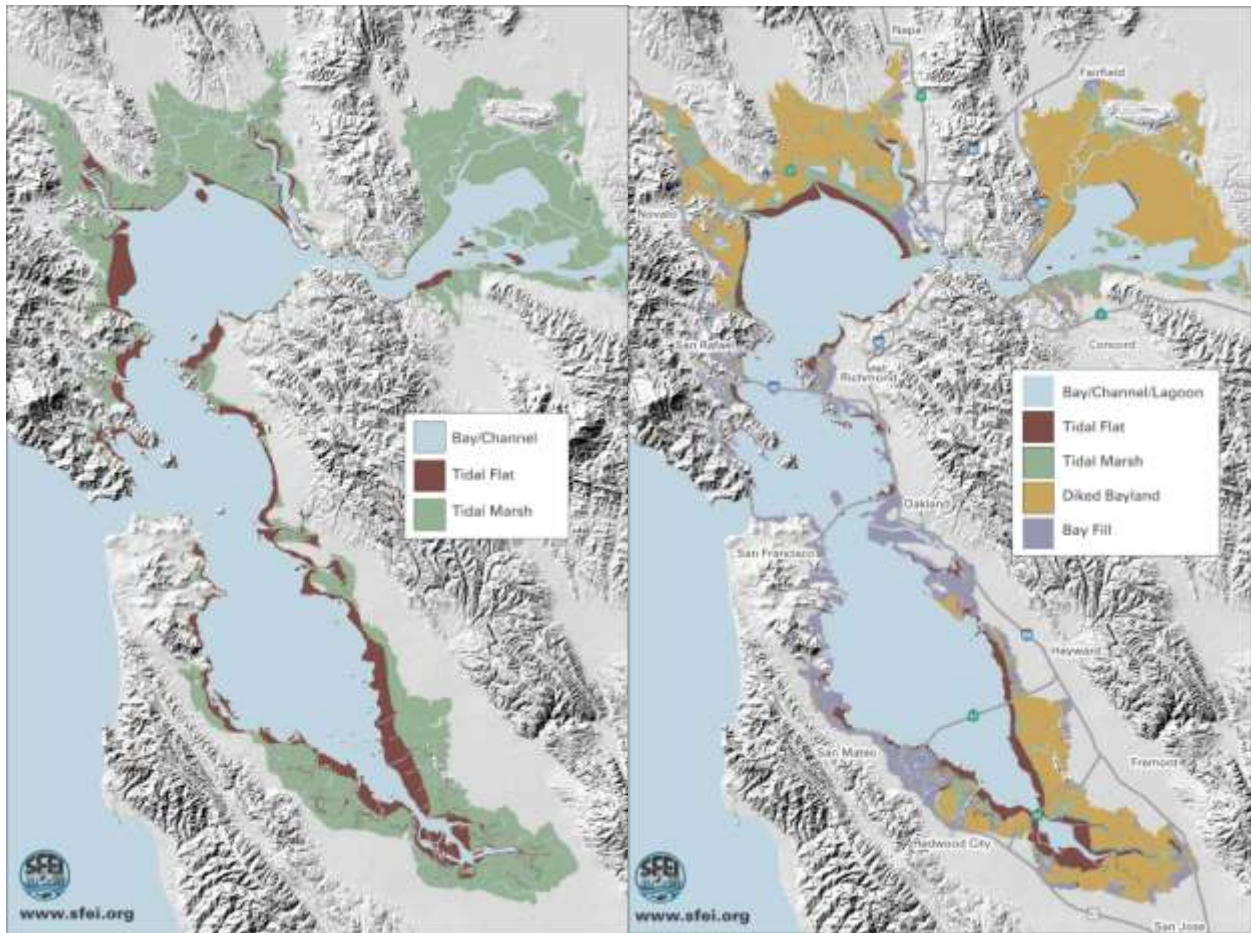 Bay/Channel
Tidal Flat
Tidal Marsh
SFEI
www.sfei.org
Napa
Fairfield
Novato
San Rafael
Concord
Richmond
Bay/Channel/Lagoon
Tidal Flat
Tidal Marsh
Diked Bayland
Bay Fill
Oakland
San Francisco
Hayward
San Mateo
Fremont
Redwood City
San Jose
SFEI
www.sfei.org